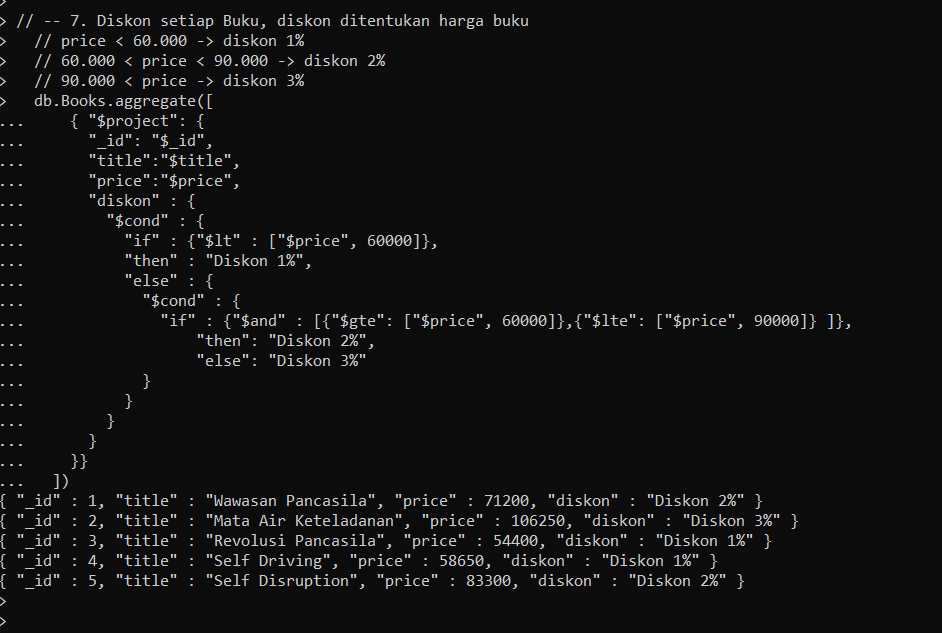 >
> // -- 7. Diskon setiap Buku, diskon ditentukan harga buku
>   // price < 60.000 -> diskon 1%
>   // 60.000 < price < 90.000 -> diskon 2%
>   // 90.000 < price -> diskon 3%
>   db.Books.aggregate([
...     { "$project": {
...       "_id": "$_id",
...       "title":"$title",
...       "price":"$price",
...       "diskon" : {
...         "$cond" : {
...           "if" : {"$lt" : ["$price", 60000]},
...           "then" : "Diskon 1%",
...           "else" : {
...             "$cond" : {
...               "if" : {"$and" : [{"$gte": ["$price", 60000]},{"$lte": ["$price", 90000]} ]},
...                   "then": "Diskon 2%",
...                   "else": "Diskon 3%"
...             }
...           }
...         }
...       }
...     }}
...   ])
{ "_id" : 1, "title" : "Wawasan Pancasila", "price" : 71200, "diskon" : "Diskon 2%" }
{ "_id" : 2, "title" : "Mata Air Keteladanan", "price" : 106250, "diskon" : "Diskon 3%" }
{ "_id" : 3, "title" : "Revolusi Pancasila", "price" : 54400, "diskon" : "Diskon 1%" }
{ "_id" : 4, "title" : "Self Driving", "price" : 58650, "diskon" : "Diskon 1%" }
{ "_id" : 5, "title" : "Self Disruption", "price" : 83300, "diskon" : "Diskon 2%" }
>
>